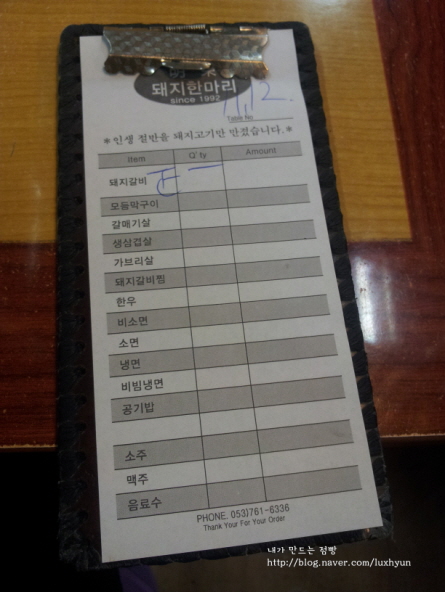 돼지한마리
since 1992
Table No.
11, 12.
*인생 절반을 돼지고기만 만졌습니다.*
Item Q'ty Amount
돼지갈비 正 一
모듬막구이
갈매기살
생삼겹살
가브리살
돼지갈비찜
한우
비소면
소면
냉면
비빔냉면
공기밥
소주
맥주
음료수
PHONE. 053)761-6336
Thank Your For Your Order
내가 만드는 점빵
http://blog.naver.com/luxhyun